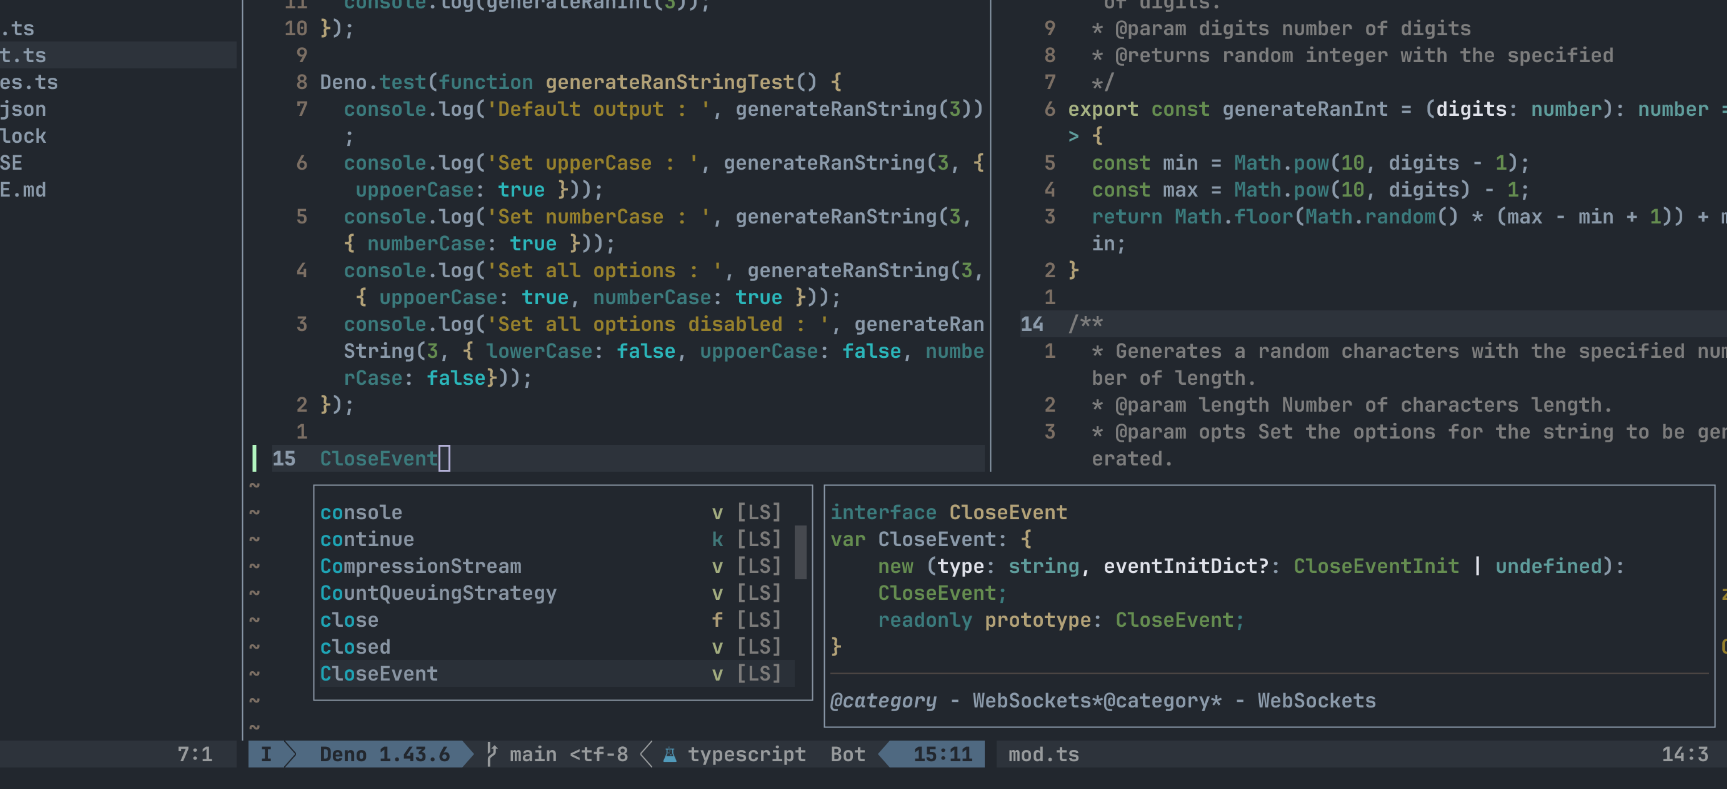 .ts
t.ts
es.ts
json
lock
SE
E.md
7:1
11 console.log(generateRanInt(3));
10 });
9
8 Deno.test(function generateRanStringTest() {
7 console.log('Default output : ', generateRanString(3))
;
6 console.log('Set upperCase : ', generateRanString(3, {
uppoerCase: true }));
5 console.log('Set numberCase : ', generateRanString(3,
{ numberCase: true }));
4 console.log('Set all options : ', generateRanString(3,
{ uppoerCase: true, numberCase: true }));
3 console.log('Set all options disabled : ', generateRan
String(3, { lowerCase: false, uppoerCase: false, numbe
rCase: false}));
2 });
1
15 CloseEvent
~
~
~
~
~
~
~
~
~
~
console v [LS]
continue k [LS]
CompressionStream v [LS]
CountQueuingStrategy v [LS]
close f [LS]
closed v [LS]
CloseEvent v [LS]
interface CloseEvent
var CloseEvent: {
new (type: string, eventInitDict?: CloseEventInit | undefined):
CloseEvent;
readonly prototype: CloseEvent;
}
@category - WebSockets*@category* - WebSockets
I Deno 1.43.6 main <tf-8 typescript Bot 15:11
of digits.
9 * @param digits number of digits
8 * @returns random integer with the specified
7 */
6 export const generateRanInt = (digits: number): number =
> {
5 const min = Math.pow(10, digits - 1);
4 const max = Math.pow(10, digits) - 1;
3 return Math.floor(Math.random() * (max - min + 1)) + m
in;
2 }
1
14 /**
1 * Generates a random characters with the specified num
ber of length.
2 * @param length Number of characters length.
3 * @param opts Set the options for the string to be gen
erated.
mod.ts 14:3